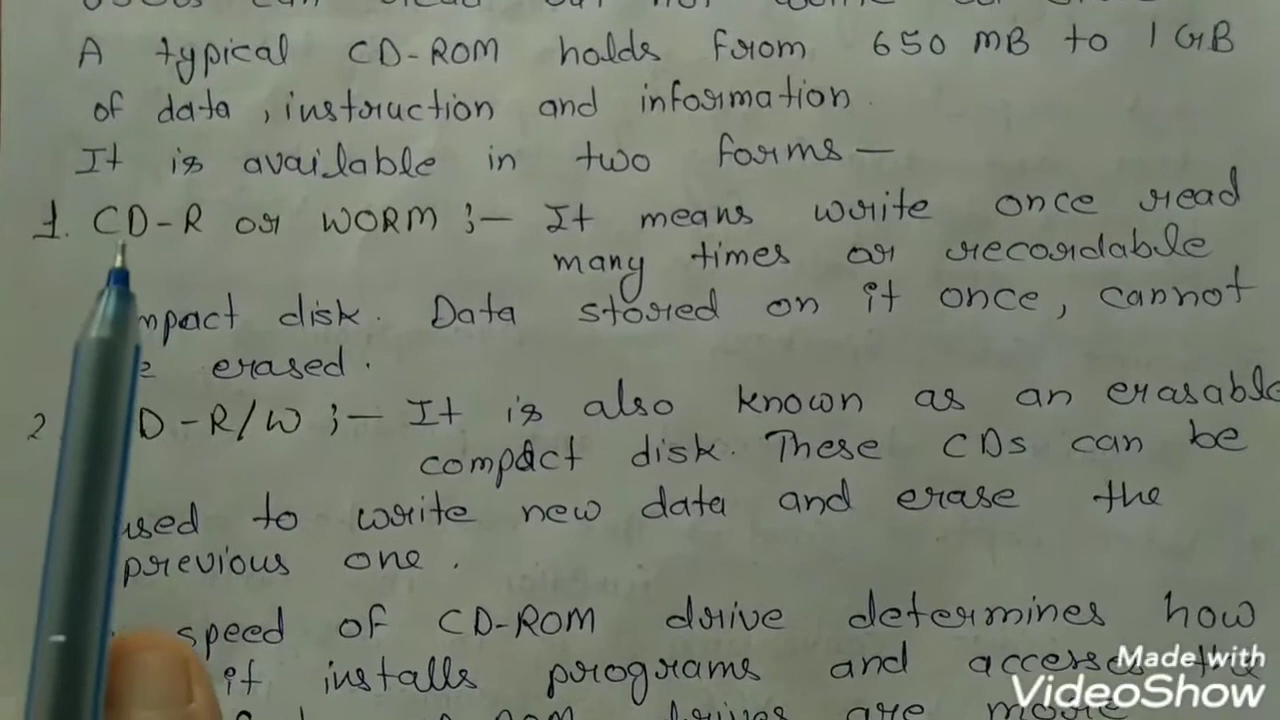 A typical CD-ROM holds from 650 MB to 1 GB
of data, instruction and information.
It is available in two forms —
1. CD-R or WORM ;— It means write once read
many times or recordable
mpact disk. Data stored on it once, cannot
erased.
2. D-R/W ;— It is also known as an erasable
compact disk. These CDs can be
used to write new data and erase the
previous one.
speed of CD-ROM drive determines how
it installs programs and accesses the
drives are more
Made with
VideoShow